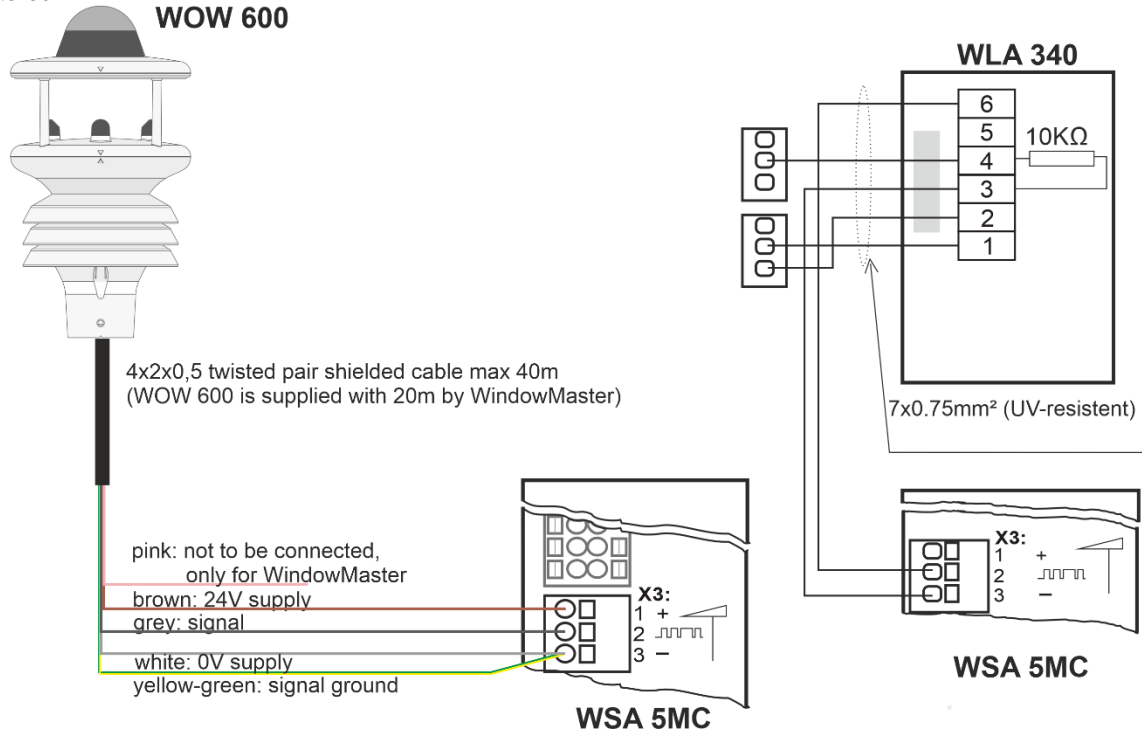 WOW 600
4x2x0,5 twisted pair shielded cable max 40m
(WOW 600 is supplied with 20m by WindowMaster)
pink: not to be connected,
only for WindowMaster
brown: 24V supply
grey: signal
white: 0V supply
yellow-green: signal ground
X3:
1 +
2
3 −
WSA 5MC
WLA 340
6
5
4
3
2
1
10KΩ
7x0.75mm² (UV-resistent)
X3:
1 +
2
3 −
WSA 5MC